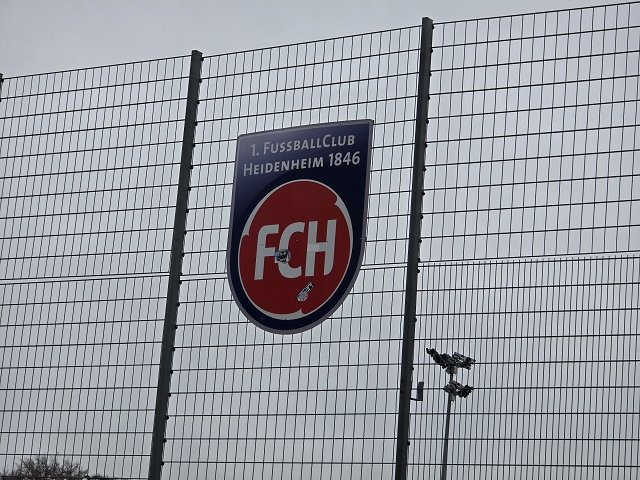 1. FUSSBALLCLUB
HEIDENHEIM 1846
FCH